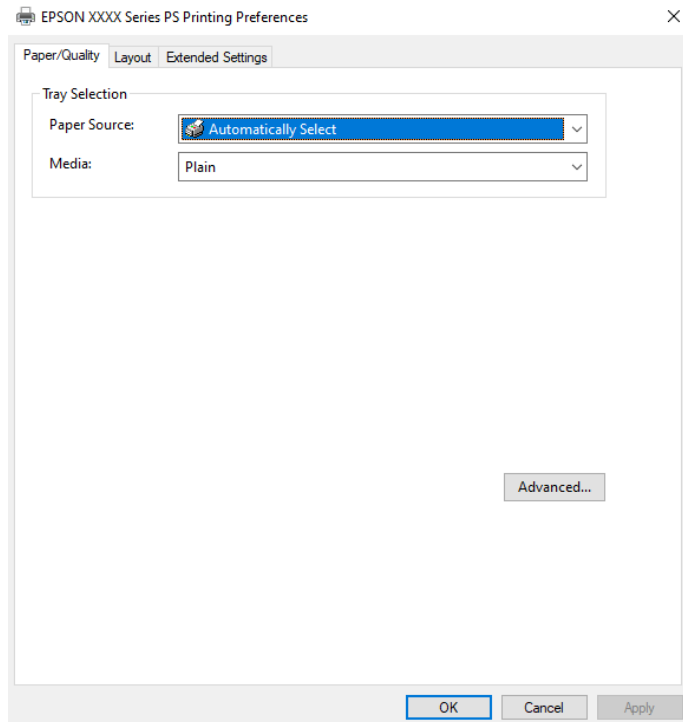 EPSON XXXX Series PS Printing Preferences
Paper/Quality Layout Extended Settings
Tray Selection
Paper Source: Automatically Select
Media: Plain
Advanced...
OK Cancel Apply